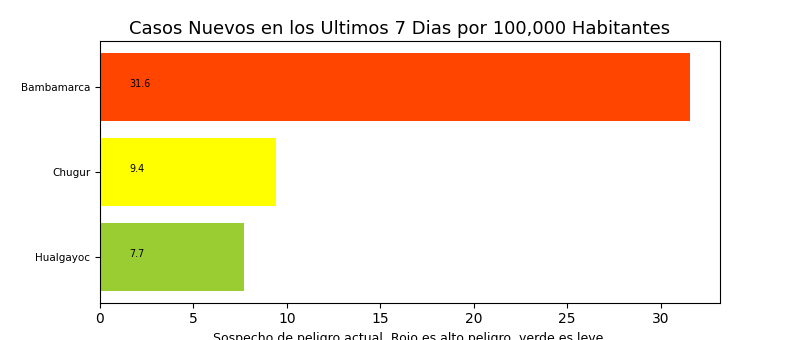 Casos Nuevos en los Ultimos 7 Dias por 100,000 Habitantes
Bambamarca
31.6
Chugur
9.4
Hualgayoc
7.7
0 5 10 15 20 25 30
Sospecho de peligro actual. Rojo es alto peligro, verde es leve